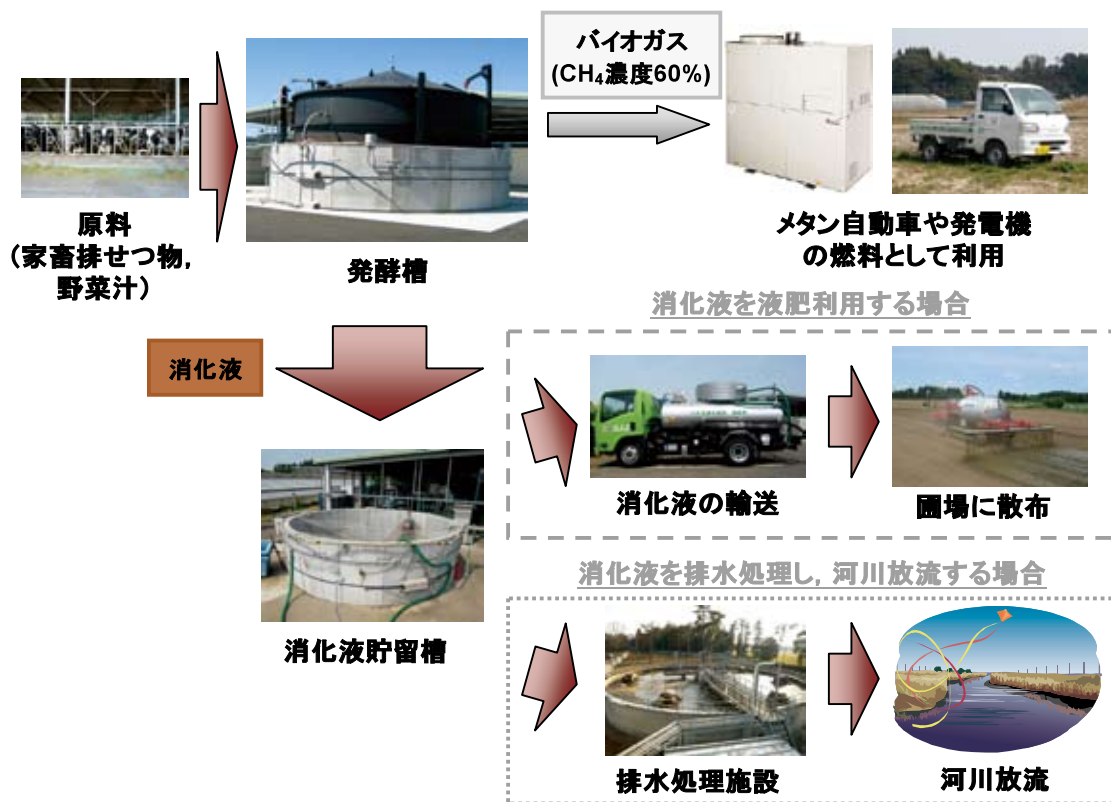 バイオガス
(CH₄濃度60%)
原料
（家畜排せつ物,
野菜汁）
発酵槽
メタン自動車や発電機
の燃料として利用
消化液
消化液貯留槽
消化液を液肥利用する場合
消化液の輸送
圃場に散布
消化液を排水処理し, 河川放流する場合
排水処理施設
河川放流